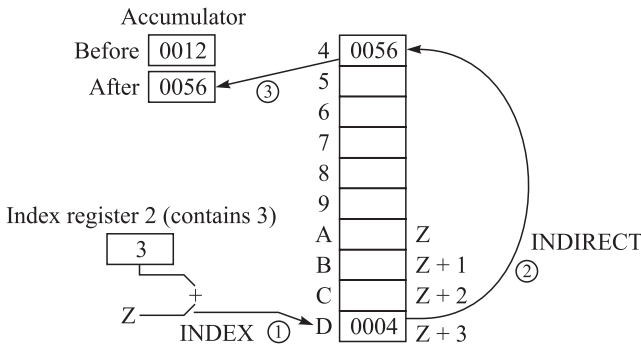 Accumulator
Before 0012
After 0056
③
4 0056
5
6
7
8
9
A Z
B Z + 1
C Z + 2
D 0004 Z + 3
INDIRECT
②
Index register 2 (contains 3)
3
+
Z
INDEX ①